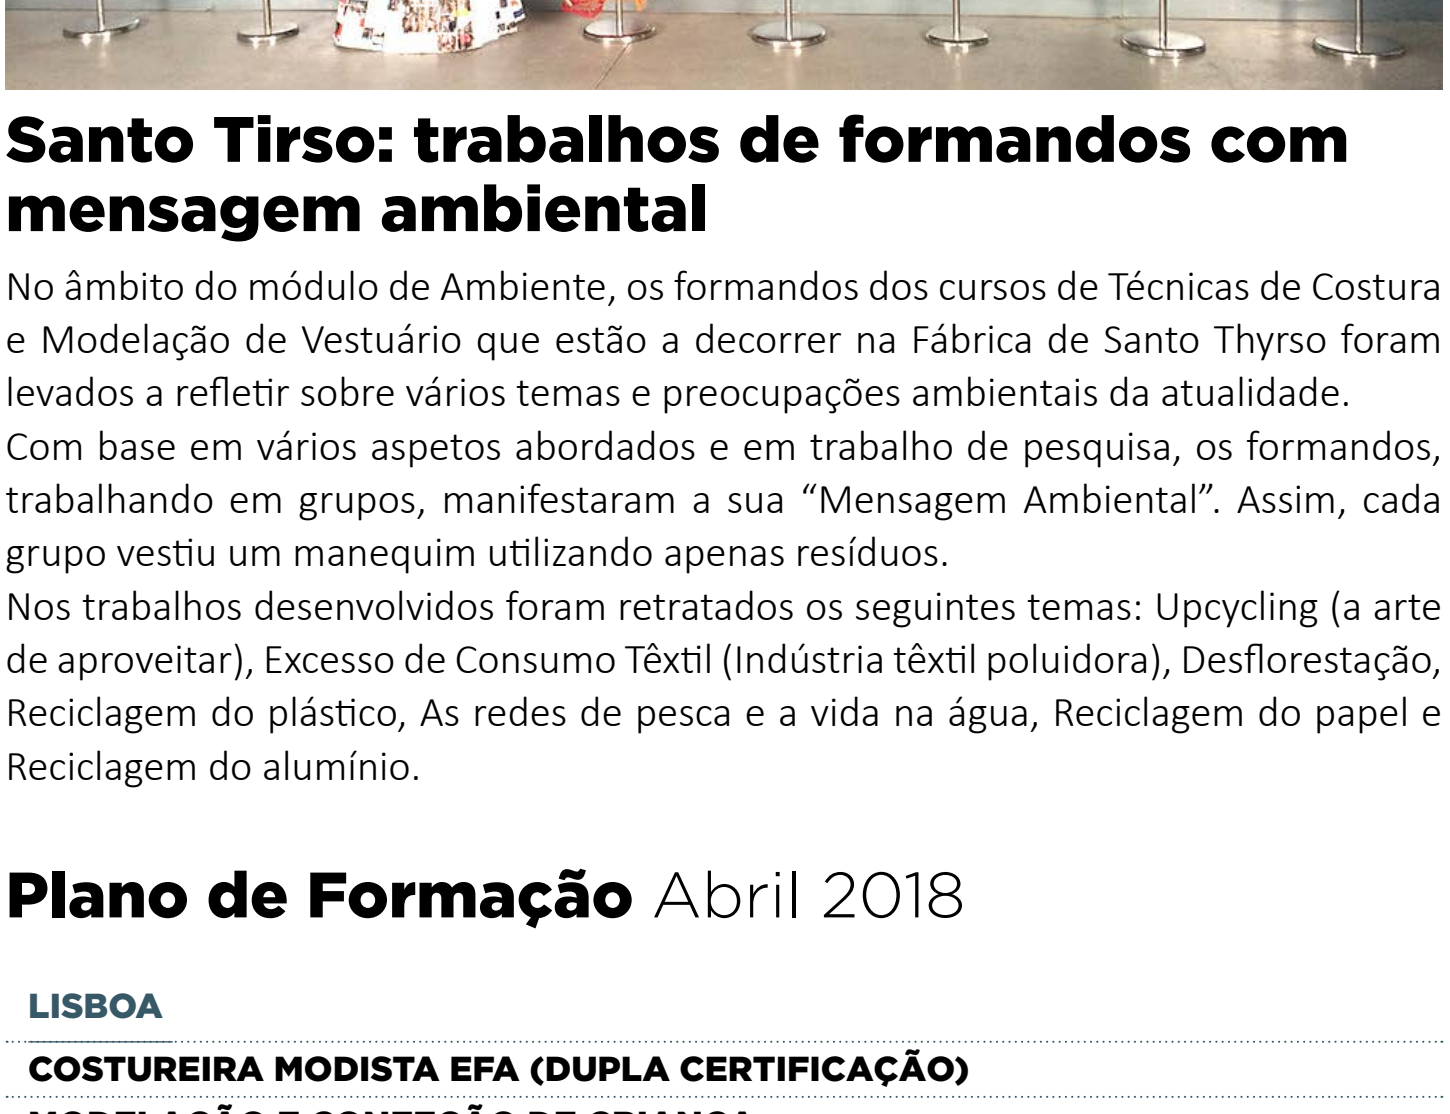 Santo Tirso: trabalhos de formandos com
mensagem ambiental
No âmbito do módulo de Ambiente, os formandos dos cursos de Técnicas de Costura
e Modelação de Vestuário que estão a decorrer na Fábrica de Santo Thyrso foram
levados a refletir sobre vários temas e preocupações ambientais da atualidade.
Com base em vários aspetos abordados e em trabalho de pesquisa, os formandos,
trabalhando em grupos, manifestaram a sua “Mensagem Ambiental”. Assim, cada
grupo vestiu um manequim utilizando apenas resíduos.
Nos trabalhos desenvolvidos foram retratados os seguintes temas: Upcycling (a arte
de aproveitar), Excesso de Consumo Têxtil (Indústria têxtil poluidora), Desflorestação,
Reciclagem do plástico, As redes de pesca e a vida na água, Reciclagem do papel e
Reciclagem do alumínio.
Plano de Formação Abril 2018
LISBOA
COSTUREIRA MODISTA EFA (DUPLA CERTIFICAÇÃO)
MODELAÇÃO E CONFEÇÃO DE CRIANÇA